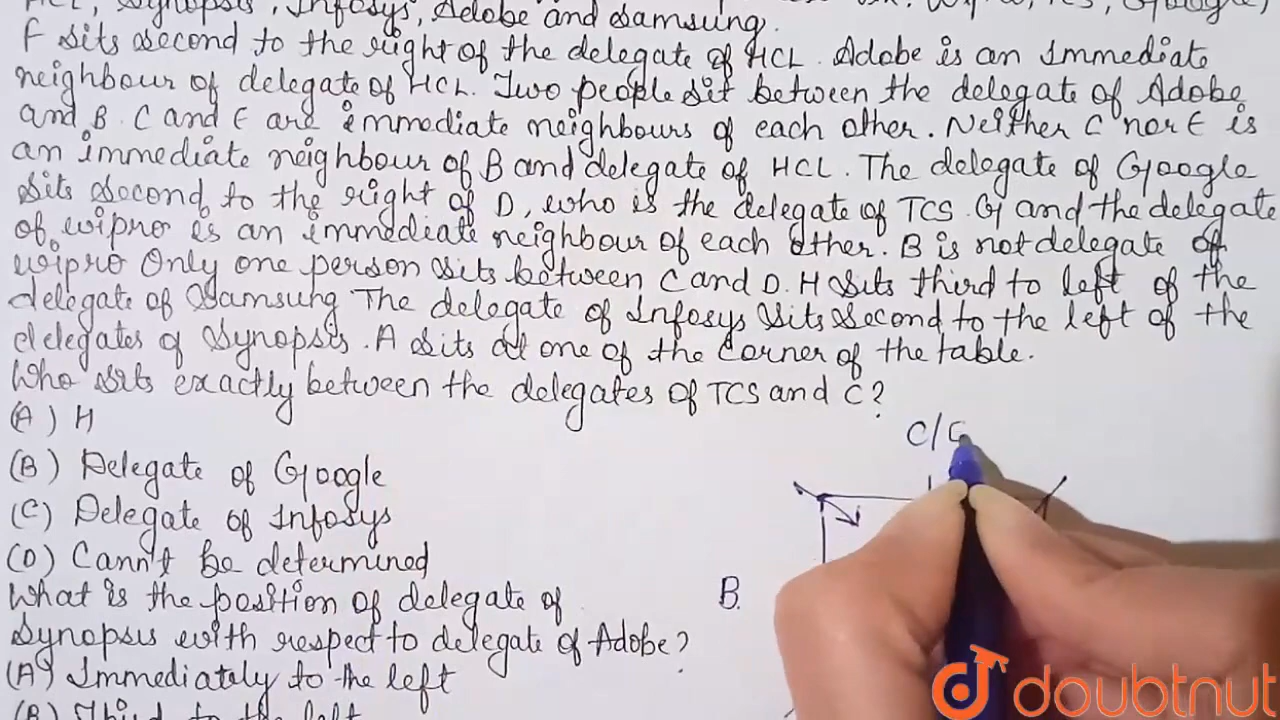 HCL, Synopsis, Infosys, Adobe and Samsung.
F sits second to the right of the delegate of HCL. Adobe is an immediate
neighbour of delegate of HCL. Two people sit between the delegate of Adobe
and B. C and E are immediate neighbours of each other. Neither C nor E is
an immediate neighbour of B and delegate of HCL. The delegate of Google
sits second to the right of D, who is the delegate of TCS. G and the delegate
of wipro is an immediate neighbour of each other. B is not delegate of
wipro Only one person sits between C and D. H sits third to left of the
delegate of Samsung The delegate of Infosys sits second to the left of the
delegates of Synopsis. A sits at one of the corner of the table.
Who sits exactly between the delegates of TCS and C?
(A) H
(B) Delegate of Google
(C) Delegate of Infosys
(D) Cann't be determined
What is the position of delegate of
Synopsis with respect to delegate of Adobe?
(A) Immediately to the left
(B) Third to the left
C/
B.
doubtnut